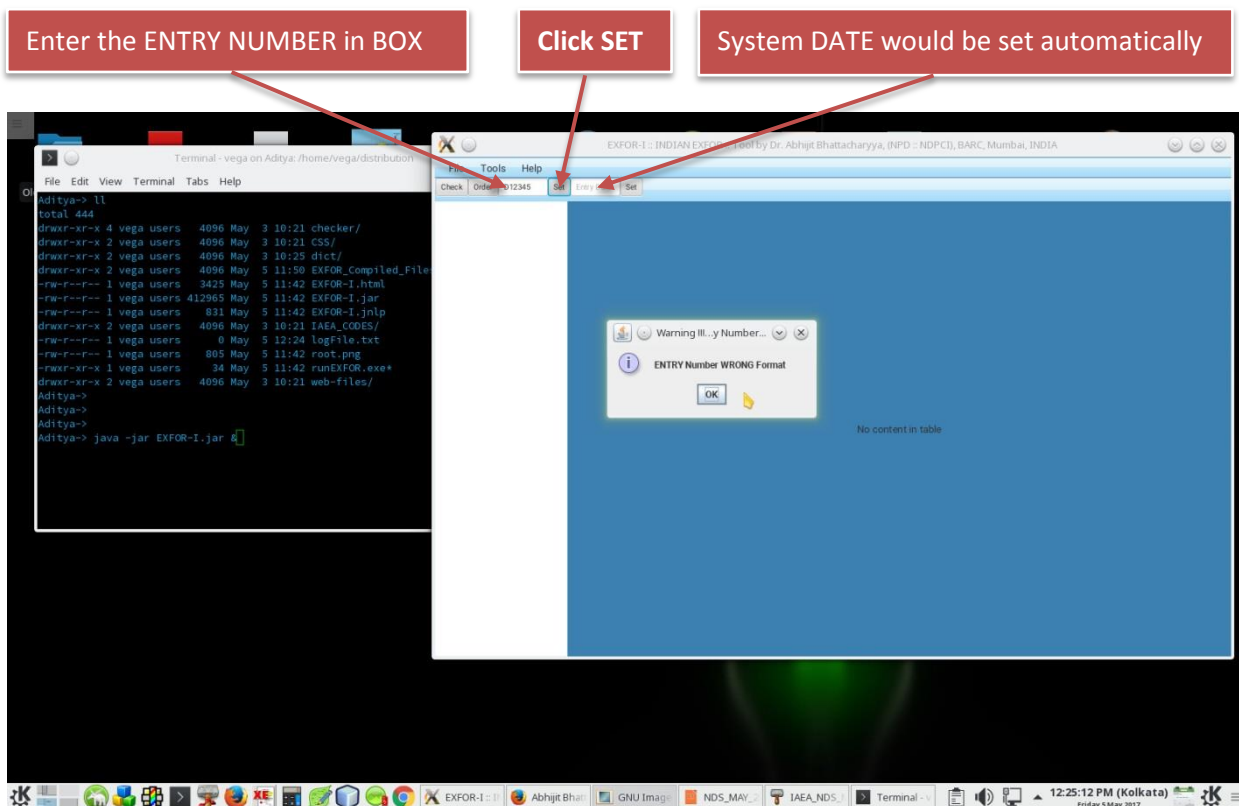 Enter the ENTRY NUMBER in BOX
Click SET
System DATE would be set automatically
Terminal - vega on Aditya: /home/vega/distribution
File Edit View Terminal Tabs Help
Aditya-> ll
total 444
drwxr-xr-x 4 vega users 4096 May 3 10:21 checker/
drwxr-xr-x 2 vega users 4096 May 3 10:21 CSS/
drwxr-xr-x 2 vega users 4096 May 3 10:25 dict/
drwxr-xr-x 2 vega users 4096 May 5 11:50 EXFOR_Compiled_File
-rw-r--r-- 1 vega users 3425 May 5 11:42 EXFOR-I.html
-rw-r--r-- 1 vega users 412965 May 5 11:42 EXFOR-I.jar
-rw-r--r-- 1 vega users 831 May 5 11:42 EXFOR-I.jnlp
drwxr-xr-x 2 vega users 4096 May 3 10:21 IAEA_CODES/
-rw-r--r-- 1 vega users 0 May 5 12:24 logFile.txt
-rw-r--r-- 1 vega users 805 May 5 11:42 root.png
-rwxr-xr-x 1 vega users 34 May 5 11:42 runEXFOR.exe*
drwxr-xr-x 2 vega users 4096 May 3 10:21 web-files/
Aditya->
Aditya->
Aditya->
Aditya-> java -jar EXFOR-I.jar &
EXFOR-I :: INDIAN Tool by Dr. Abhijit Bhattacharyya, (NPD :: NDPCI), BARC, Mumbai, INDIA
File Tools Help
Check Order 012345 Set Entry Set
Warning !!!...y Number...
ENTRY Number WRONG Format
OK
No content in table
EXFOR-I :: I Abhijit Bhat GNU Image NDS_MAY_2 IAEA_NDS_ Terminal - v
12:25:12 PM (Kolkata)
Friday 5 May 2017